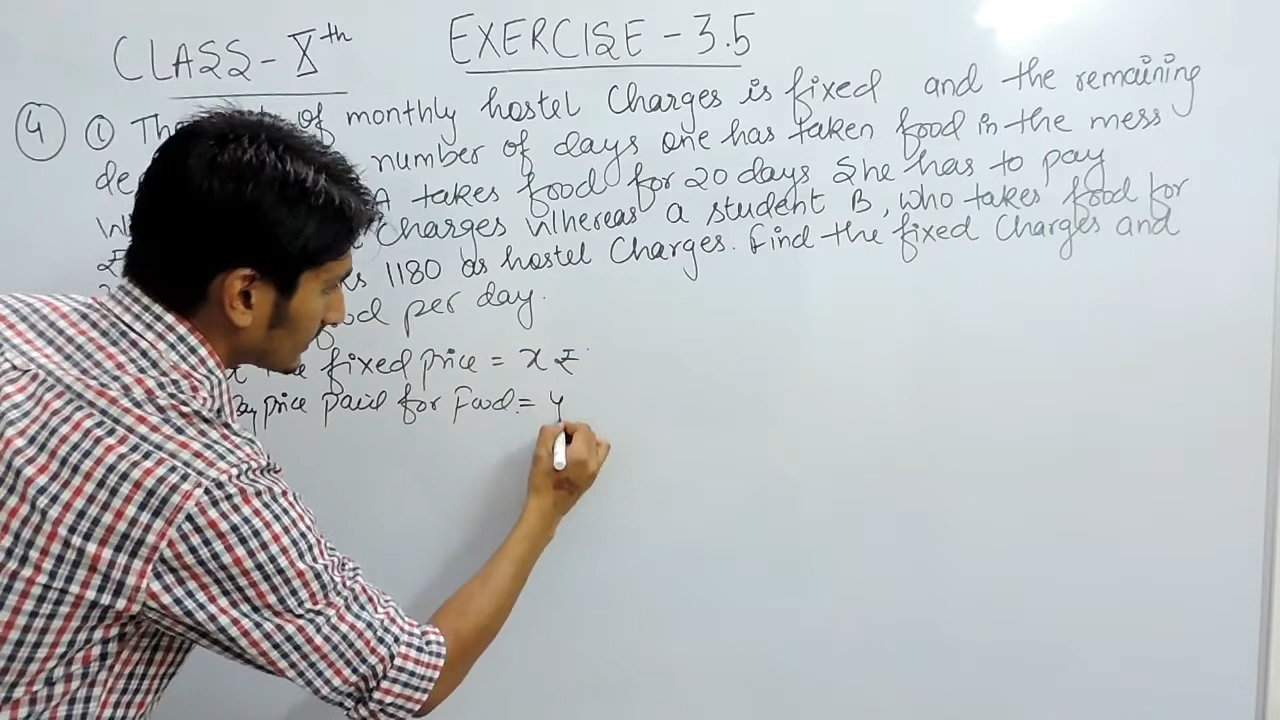 CLASS - Xth
EXERCISE - 3.5
4 ① of monthly hostel Charges is fixed and the remaining
de number of days one has taken food in the mess
A takes food for 20 days She has to pay
Charges Whereas a student B, who takes food for
1180 as hostel Charges. Find the fixed Charges and
per day.
fixed price = x ₹
price paid for Food = y